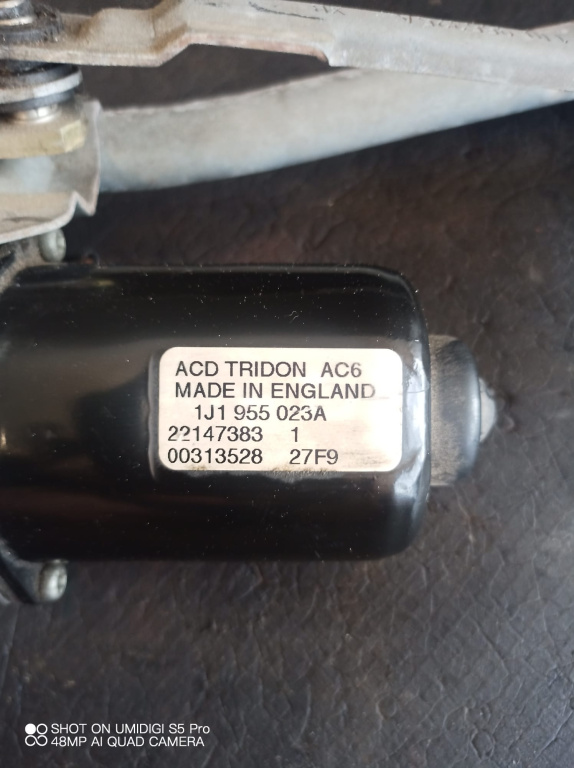 ACD TRIDON AC6
MADE IN ENGLAND
1J1 955 023A
22147383 1
00313528 27F9
SHOT ON UMIDIGI S5 Pro
48MP AI QUAD CAMERA